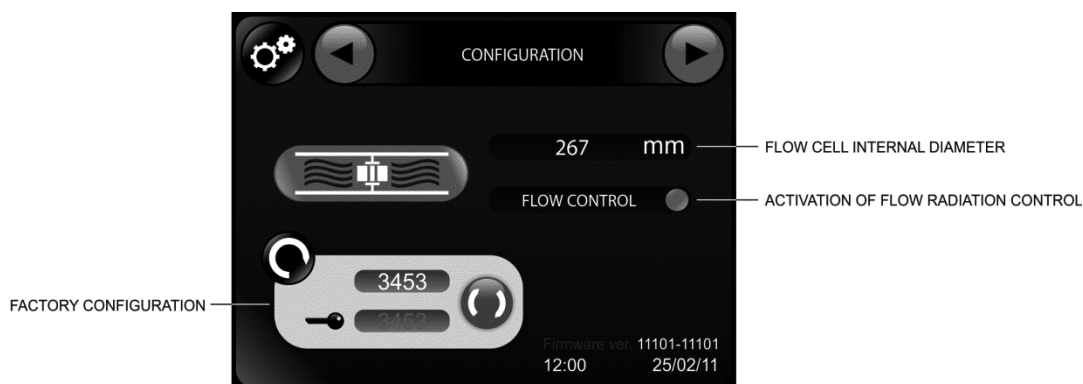 CONFIGURATION
267 mm
FLOW CELL INTERNAL DIAMETER
FLOW CONTROL
ACTIVATION OF FLOW RADIATION CONTROL
3453
FACTORY CONFIGURATION
3453
Firmware ver. 11101-11101
12:00 25/02/11